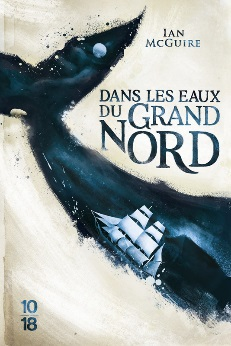 IAN
MCGUIRE
DANS LES EAUX
DU GRAND
NORD
10
18